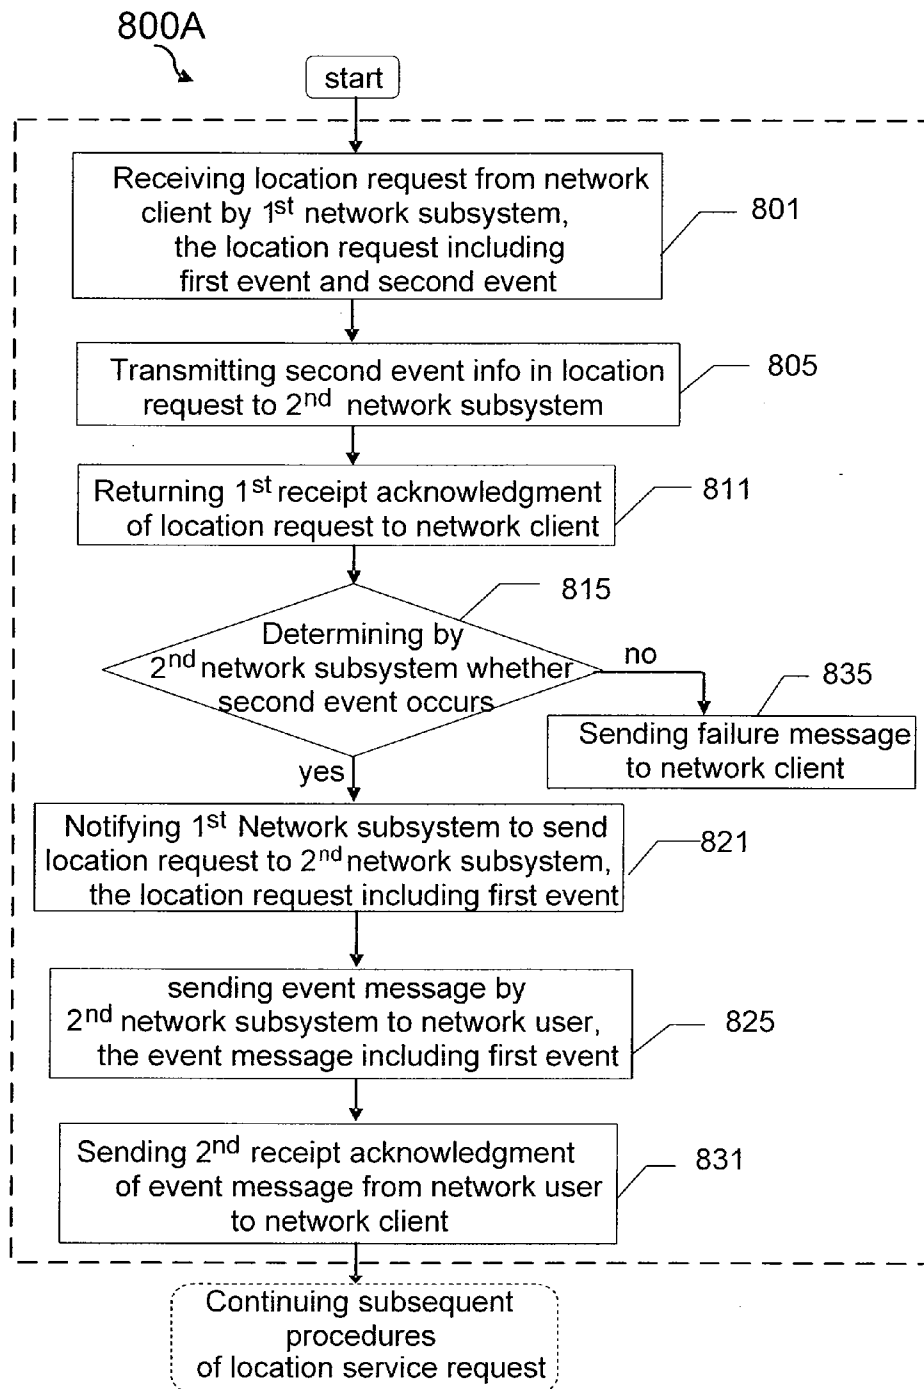 800A
start
Receiving location request from network
client by 1st network subsystem,
the location request including
first event and second event
801
Transmitting second event info in location
request to 2nd network subsystem
805
Returning 1st receipt acknowledgment
of location request to network client
811
815
Determining by
2nd network subsystem whether
second event occurs
no
835
Sending failure message
to network client
yes
Notifying 1st Network subsystem to send
location request to 2nd network subsystem,
the location request including first event
821
sending event message by
2nd network subsystem to network user,
the event message including first event
825
Sending 2nd receipt acknowledgment
of event message from network user
to network client
831
Continuing subsequent
procedures
of location service request